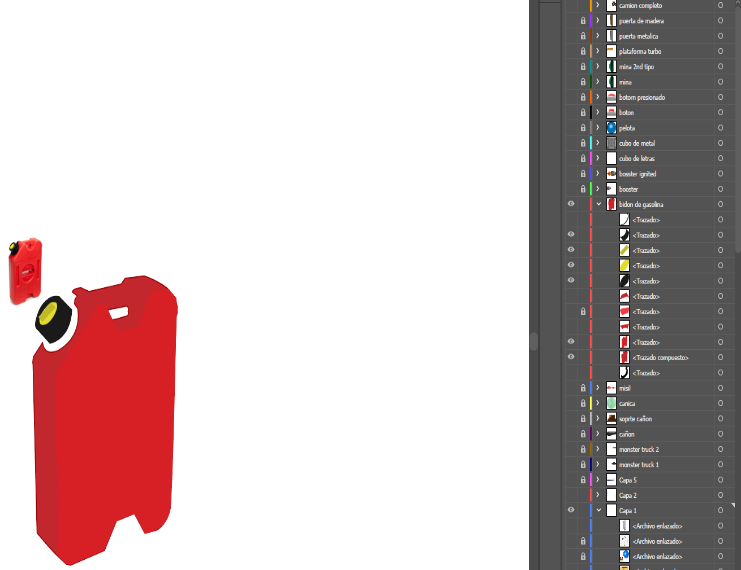 camion completo
puerta de madera
puerta metalica
plataforma turbo
mina 2nd tipo
mina
botom presionado
boton
pelota
cubo de metal
cubo de letras
booster ignited
booster
bidon de gasolina
<Trazado>
<Trazado>
<Trazado>
<Trazado>
<Trazado>
<Trazado>
<Trazado>
<Trazado>
<Trazado>
<Trazado compuesto>
<Trazado>
misil
canica
soprte cañon
cañon
monster truck 2
monster truck 1
Capa 5
Capa 2
Capa 1
<Archivo enlazado>
<Archivo enlazado>
<Archivo enlazado>